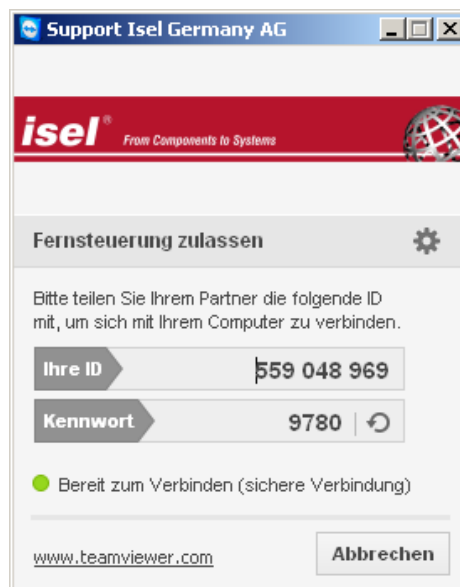 Support Isel Germany AG
isel® From Components to Systems
Fernsteuerung zulassen
Bitte teilen Sie Ihrem Partner die folgende ID
mit, um sich mit Ihrem Computer zu verbinden.
Ihre ID 559 048 969
Kennwort 9780
Bereit zum Verbinden (sichere Verbindung)
www.teamviewer.com Abbrechen